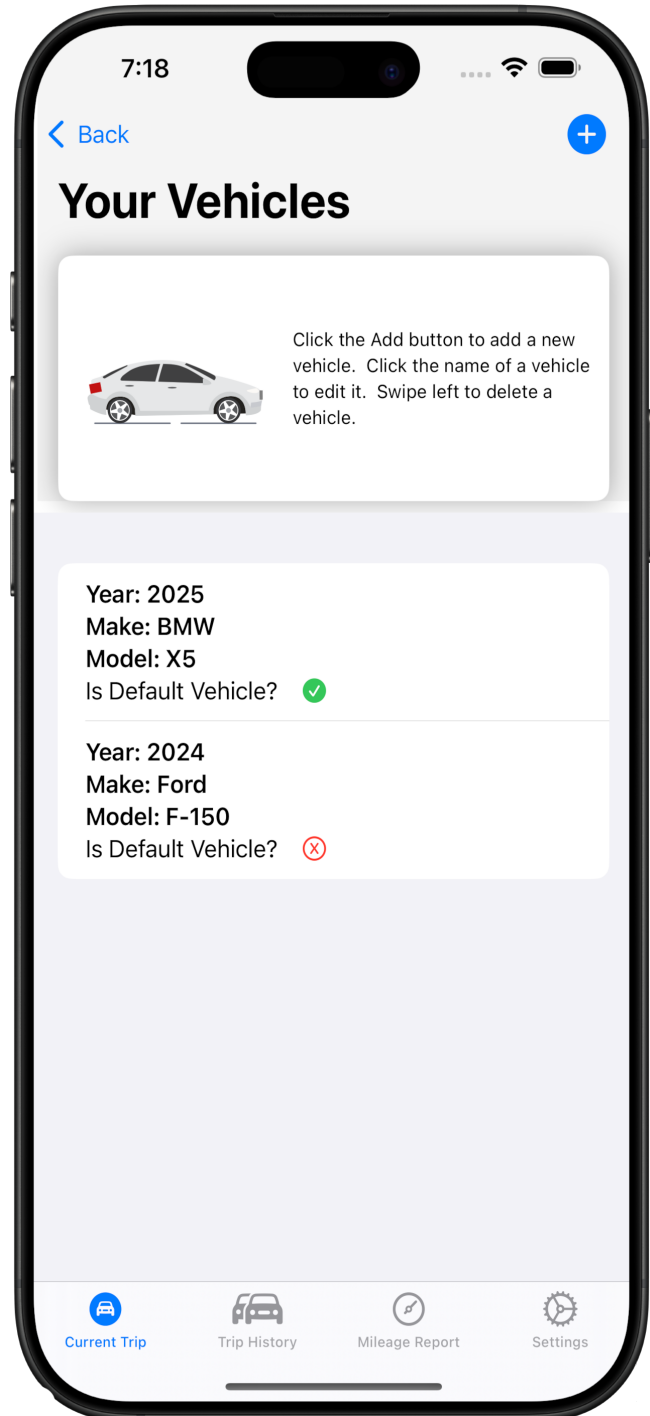 7:18
Back
Your Vehicles
Click the Add button to add a new
vehicle.  Click the name of a vehicle
to edit it.  Swipe left to delete a
vehicle.
Year: 2025
Make: BMW
Model: X5
Is Default Vehicle?
Year: 2024
Make: Ford
Model: F-150
Is Default Vehicle?
Current Trip
Trip History
Mileage Report
Settings